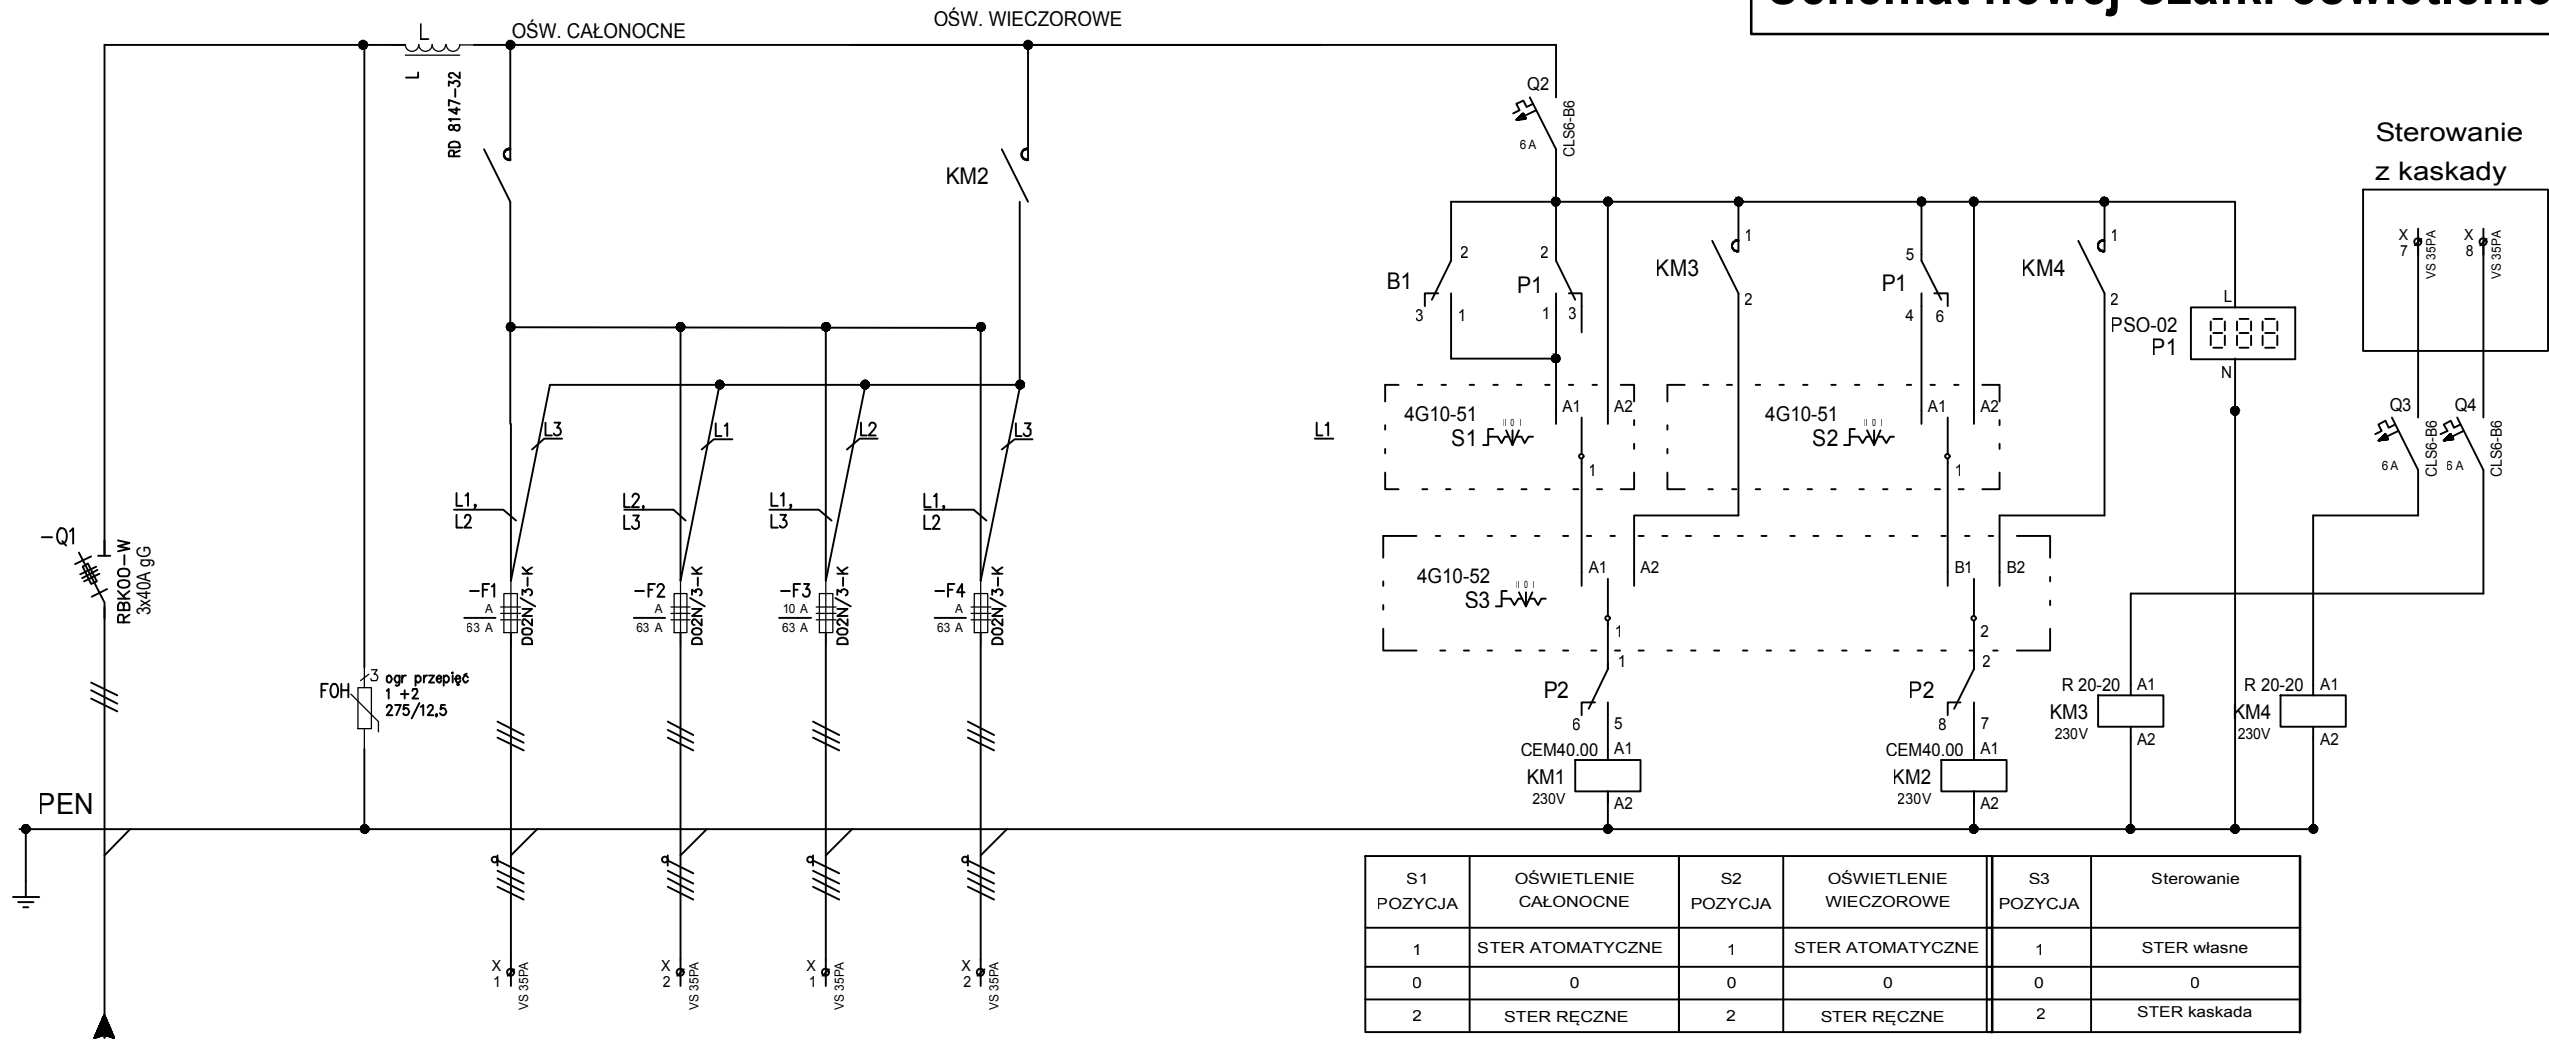 OŚW. CAŁONOCNE
OŚW. WIECZOROWE
L
L
RD 8147-32
KM2
Q2
6 A
CLS6-B6
Sterowanie
z kaskady
X
7
VS 35PA
X
8
VS 35PA
B1
2
3
1
P1
2
1
3
KM3
1
2
P1
5
4
6
KM4
1
2
PSO-02
P1
L
N
Q3
6 A
CLS6-B6
Q4
6 A
CLS6-B6
L3
L1
L2
L3
L1
4G10-51
S1
II 0 I
A1
A2
1
4G10-51
S2
II 0 I
A1
A2
1
L1,
L2
L2,
L3
L1,
L3
L1,
L2
-Q1
RBK00-W
3x40A gG
-F1
A
63 A
D02N/3-K
-F2
A
63 A
D02N/3-K
-F3
10 A
63 A
D02N/3-K
-F4
A
63 A
D02N/3-K
4G10-52
S3
II 0 I
A1
A2
1
B1
B2
2
F0H
3
ogr przepięć
1 +2
275/12,5
P2
1
6
5
P2
2
8
7
R 20-20
KM3
230V
A1
A2
R 20-20
KM4
230V
A1
A2
CEM40.00
KM1
230V
A1
A2
CEM40.00
KM2
230V
A1
A2
PEN
X
1
VS 35PA
X
2
VS 35PA
X
1
VS 35PA
X
2
VS 35PA
S1 POZYCJA
OŚWIETLENIE CAŁONOCNE
S2 POZYCJA
OŚWIETLENIE WIECZOROWE
S3 POZYCJA
Sterowanie
1 STER ATOMATYCZNE 1 STER ATOMATYCZNE 1 STER własne
0 0 0 0 0 0
2 STER RĘCZNE 2 STER RĘCZNE 2 STER kaskada